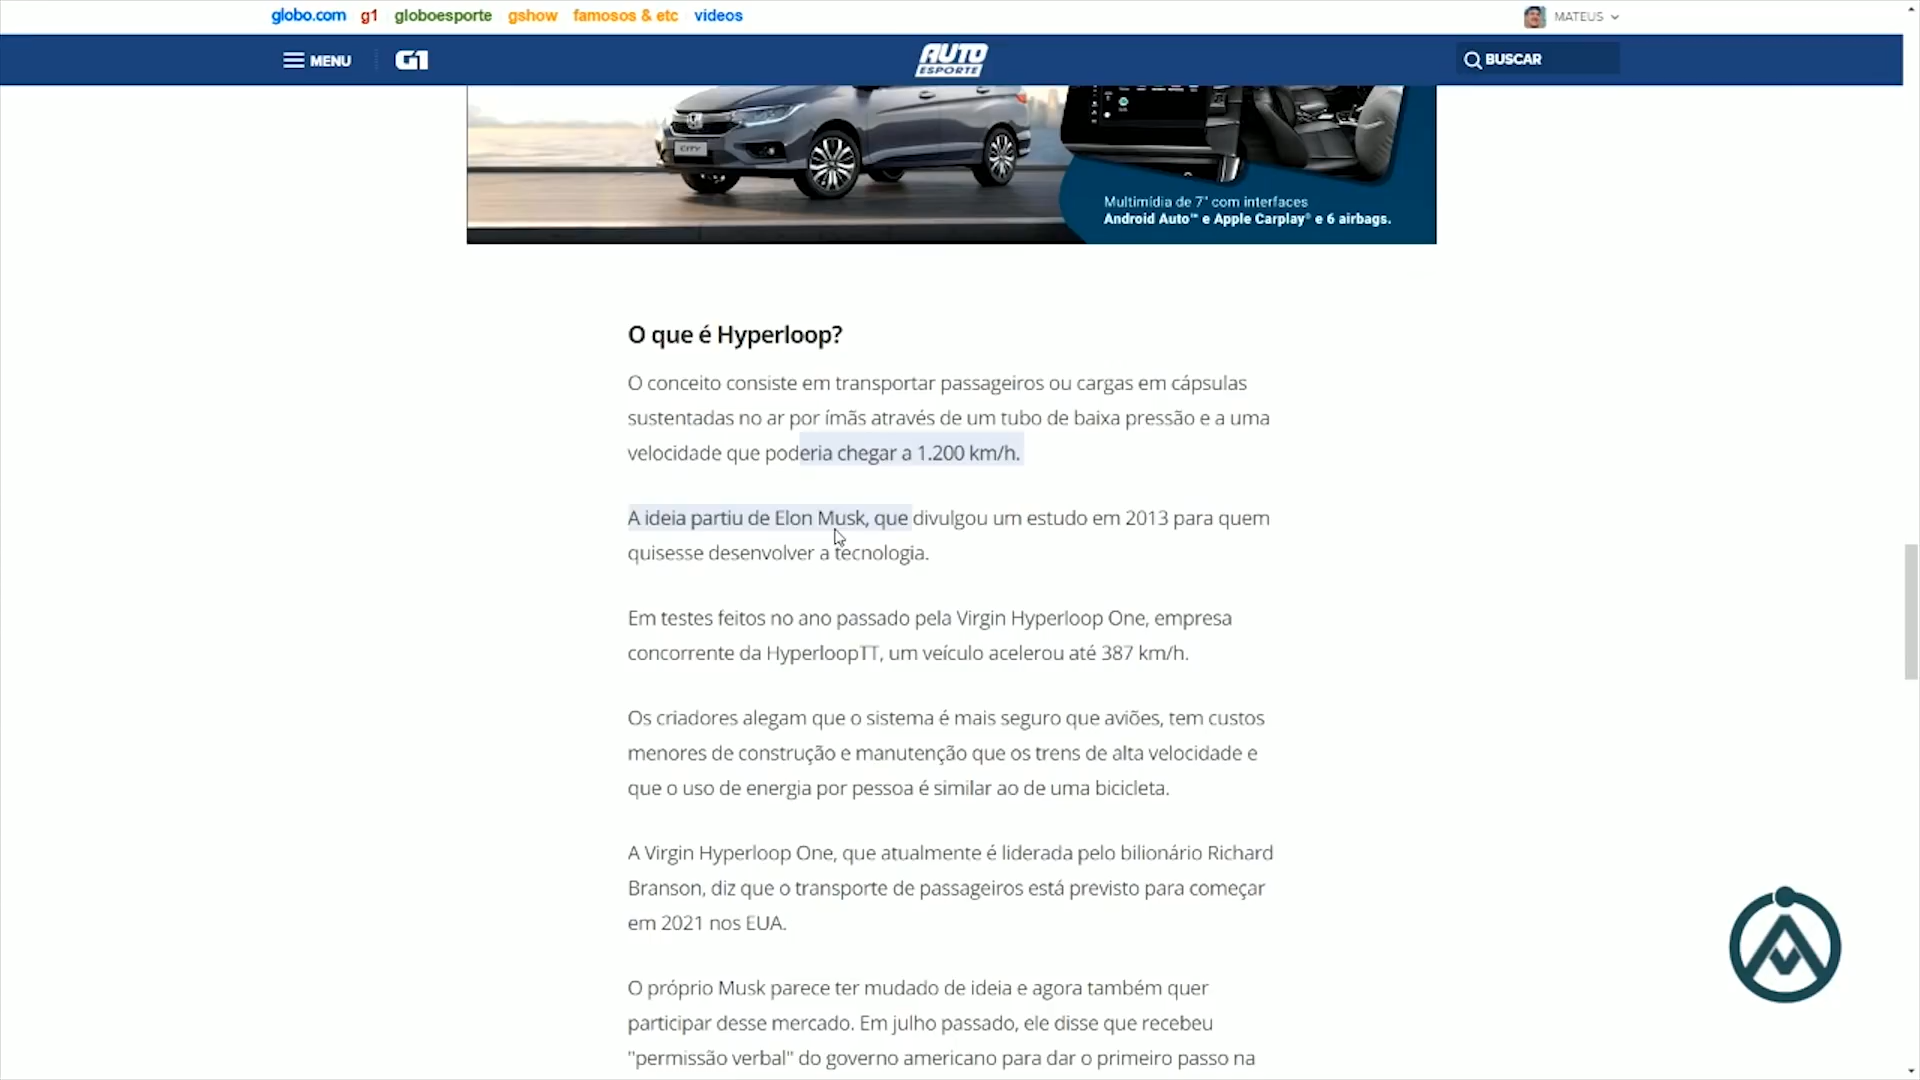 globo.com g1 globoesporte gshow famosos & etc videos
MATEUS
MENU G1
AUTO
ESPORTE
BUSCAR
CITY
Multimídia de 7" com interfaces
Android Auto™ e Apple Carplay® e 6 airbags.
O que é Hyperloop?
O conceito consiste em transportar passageiros ou cargas em cápsulas
sustentadas no ar por ímãs através de um tubo de baixa pressão e a uma
velocidade que poderia chegar a 1.200 km/h.
A ideia partiu de Elon Musk, que divulgou um estudo em 2013 para quem
quisesse desenvolver a tecnologia.
Em testes feitos no ano passado pela Virgin Hyperloop One, empresa
concorrente da HyperloopTT, um veículo acelerou até 387 km/h.
Os criadores alegam que o sistema é mais seguro que aviões, tem custos
menores de construção e manutenção que os trens de alta velocidade e
que o uso de energia por pessoa é similar ao de uma bicicleta.
A Virgin Hyperloop One, que atualmente é liderada pelo bilionário Richard
Branson, diz que o transporte de passageiros está previsto para começar
em 2021 nos EUA.
O próprio Musk parece ter mudado de ideia e agora também quer
participar desse mercado. Em julho passado, ele disse que recebeu
"permissão verbal" do governo americano para dar o primeiro passo na